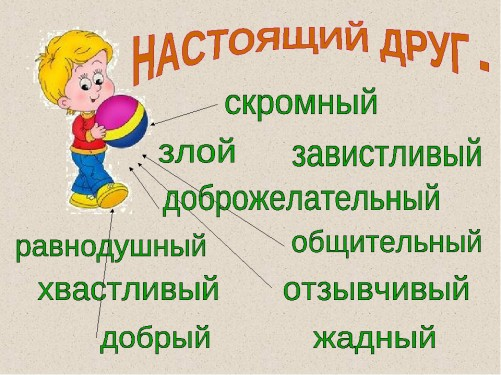 НАСТОЯЩИЙ ДРУГ.
скромный
злой завистливый
доброжелательный
равнодушный общительный
хвастливый отзывчивый
добрый жадный